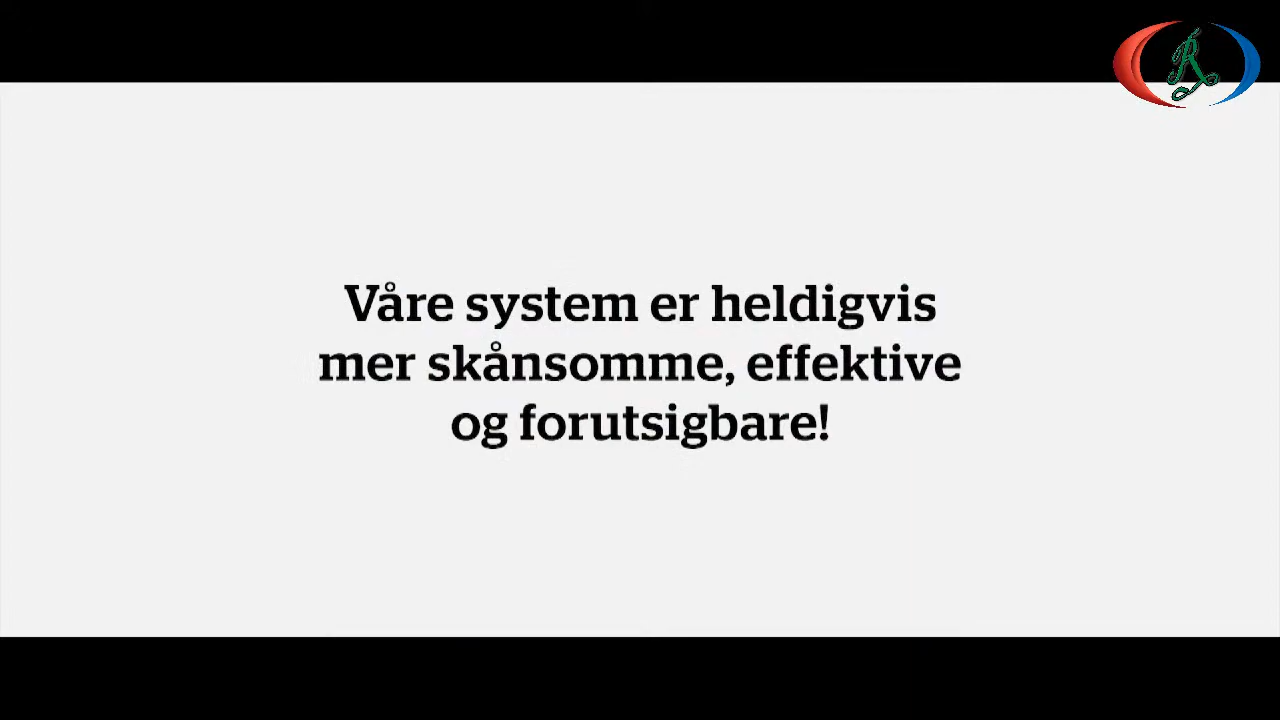 Våre system er heldigvis
mer skånsomme, effektive
og forutsigbare!